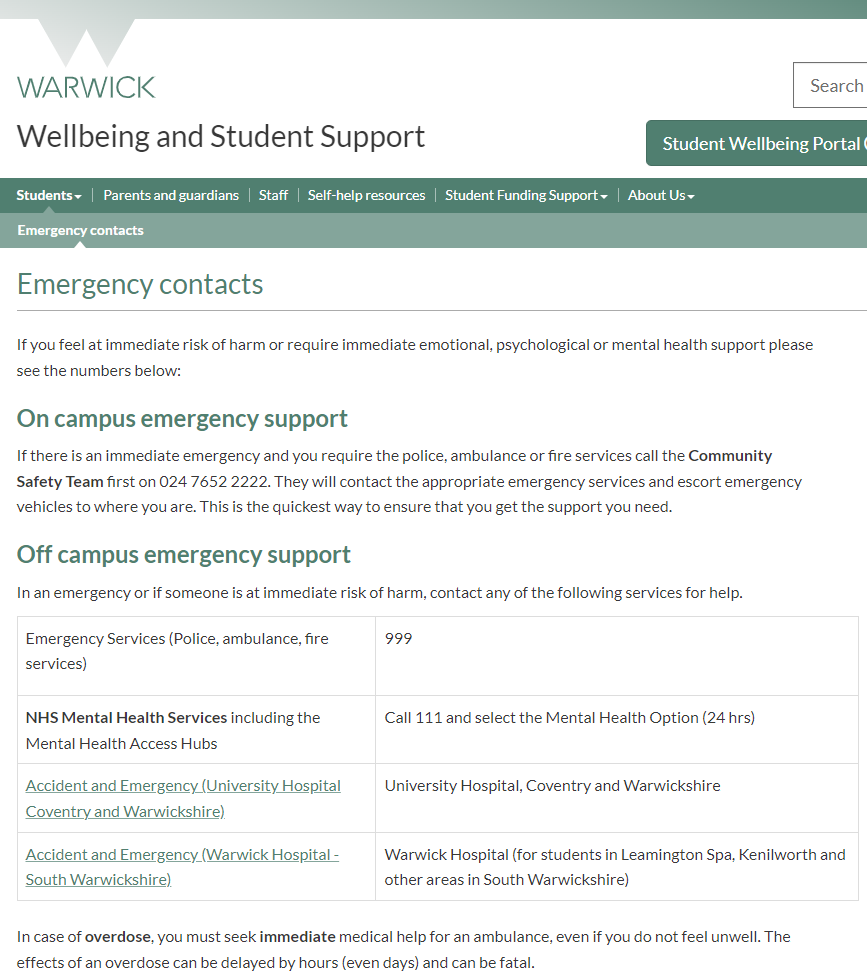 WARWICK
Search
Wellbeing and Student Support
Student Wellbeing Portal
Students Parents and guardians Staff Self-help resources Student Funding Support About Us
Emergency contacts
Emergency contacts
If you feel at immediate risk of harm or require immediate emotional, psychological or mental health support please
see the numbers below:
On campus emergency support
If there is an immediate emergency and you require the police, ambulance or fire services call the Community
Safety Team first on 024 7652 2222. They will contact the appropriate emergency services and escort emergency
vehicles to where you are. This is the quickest way to ensure that you get the support you need.
Off campus emergency support
In an emergency or if someone is at immediate risk of harm, contact any of the following services for help.
Emergency Services (Police, ambulance, fire
services)
999
NHS Mental Health Services including the
Mental Health Access Hubs
Call 111 and select the Mental Health Option (24 hrs)
Accident and Emergency (University Hospital
Coventry and Warwickshire)
University Hospital, Coventry and Warwickshire
Accident and Emergency (Warwick Hospital -
South Warwickshire)
Warwick Hospital (for students in Leamington Spa, Kenilworth and
other areas in South Warwickshire)
In case of overdose, you must seek immediate medical help for an ambulance, even if you do not feel unwell. The
effects of an overdose can be delayed by hours (even days) and can be fatal.